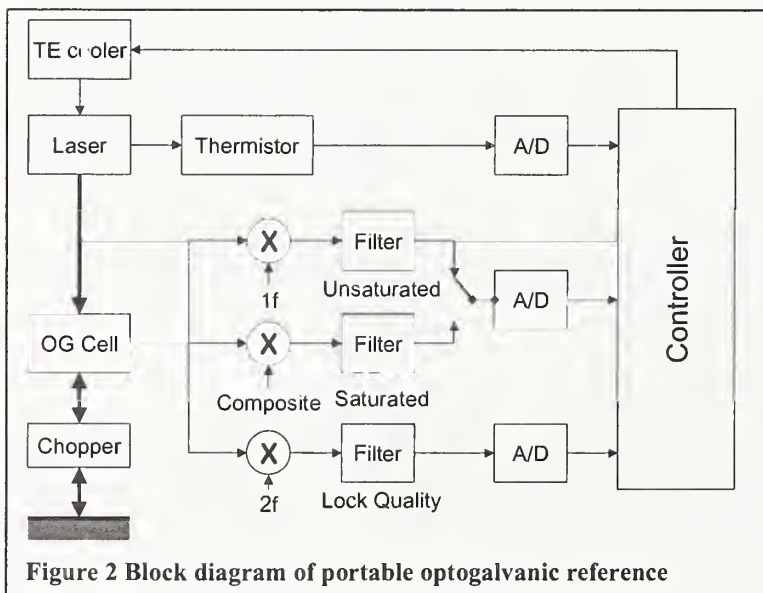 TE cooler
Laser
Thermistor
A/D
Controller
X
Filter
1f
Unsaturated
A/D
OG Cell
X
Filter
Composite
Saturated
Chopper
X
Filter
A/D
2f
Lock Quality
Figure 2 Block diagram of portable optogalvanic reference